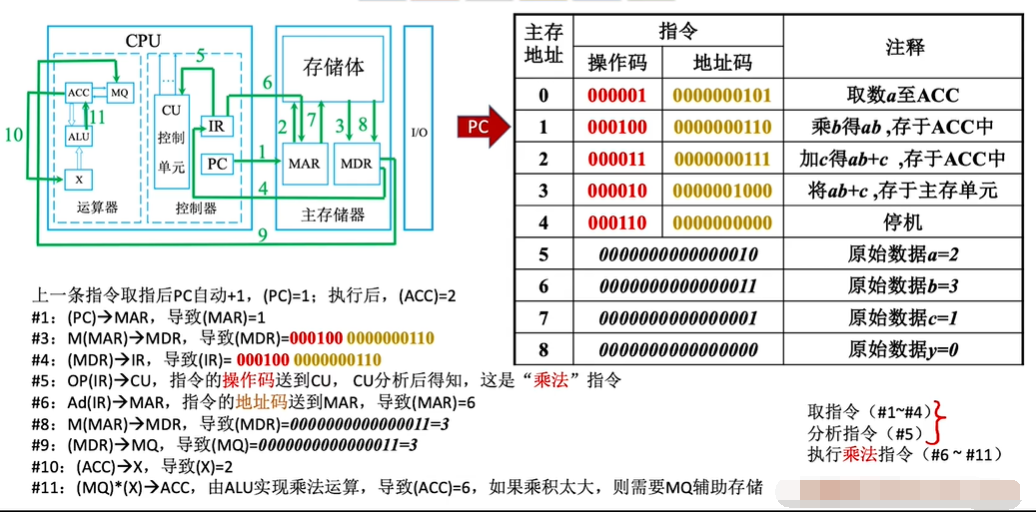 CPU
ACC
MQ
11
ALU
X
运算器
10
5
CU
控制
单元
IR
PC
控制器
6
1
4
9
存储体
2
7
3
8
MAR
MDR
主存储器
I/O
PC
主存地址 指令 注释
操作码 地址码
0 000001 0000000101 取数a至ACC
1 000100 0000000110 乘b得ab ,存于ACC中
2 000011 0000000111 加c得ab+c ,存于ACC中
3 000010 0000001000 将ab+c ,存于主存单元
4 000110 0000000000 停机
5 0000000000000010 原始数据a=2
6 0000000000000011 原始数据b=3
7 0000000000000001 原始数据c=1
8 0000000000000000 原始数据y=0
上一条指令取指后PC自动+1，(PC)=1；执行后，(ACC)=2
#1：(PC)→MAR，导致(MAR)=1
#3：M(MAR)→MDR，导致(MDR)=000100 0000000110
#4：(MDR)→IR，导致(IR)= 000100 0000000110
#5：OP(IR)→CU，指令的操作码送到CU， CU分析后得知，这是“乘法”指令
#6：Ad(IR)→MAR，指令的地址码送到MAR，导致(MAR)=6
#8：M(MAR)→MDR，导致(MDR)=0000000000000011=3
#9：(MDR)→MQ，导致(MQ)=0000000000000011=3
#10：(ACC)→X，导致(X)=2
#11：(MQ)*(X)→ACC，由ALU实现乘法运算，导致(ACC)=6，如果乘积太大，则需要MQ辅助存储
取指令（#1~#4）
分析指令（#5）
执行乘法指令（#6 ~ #11）